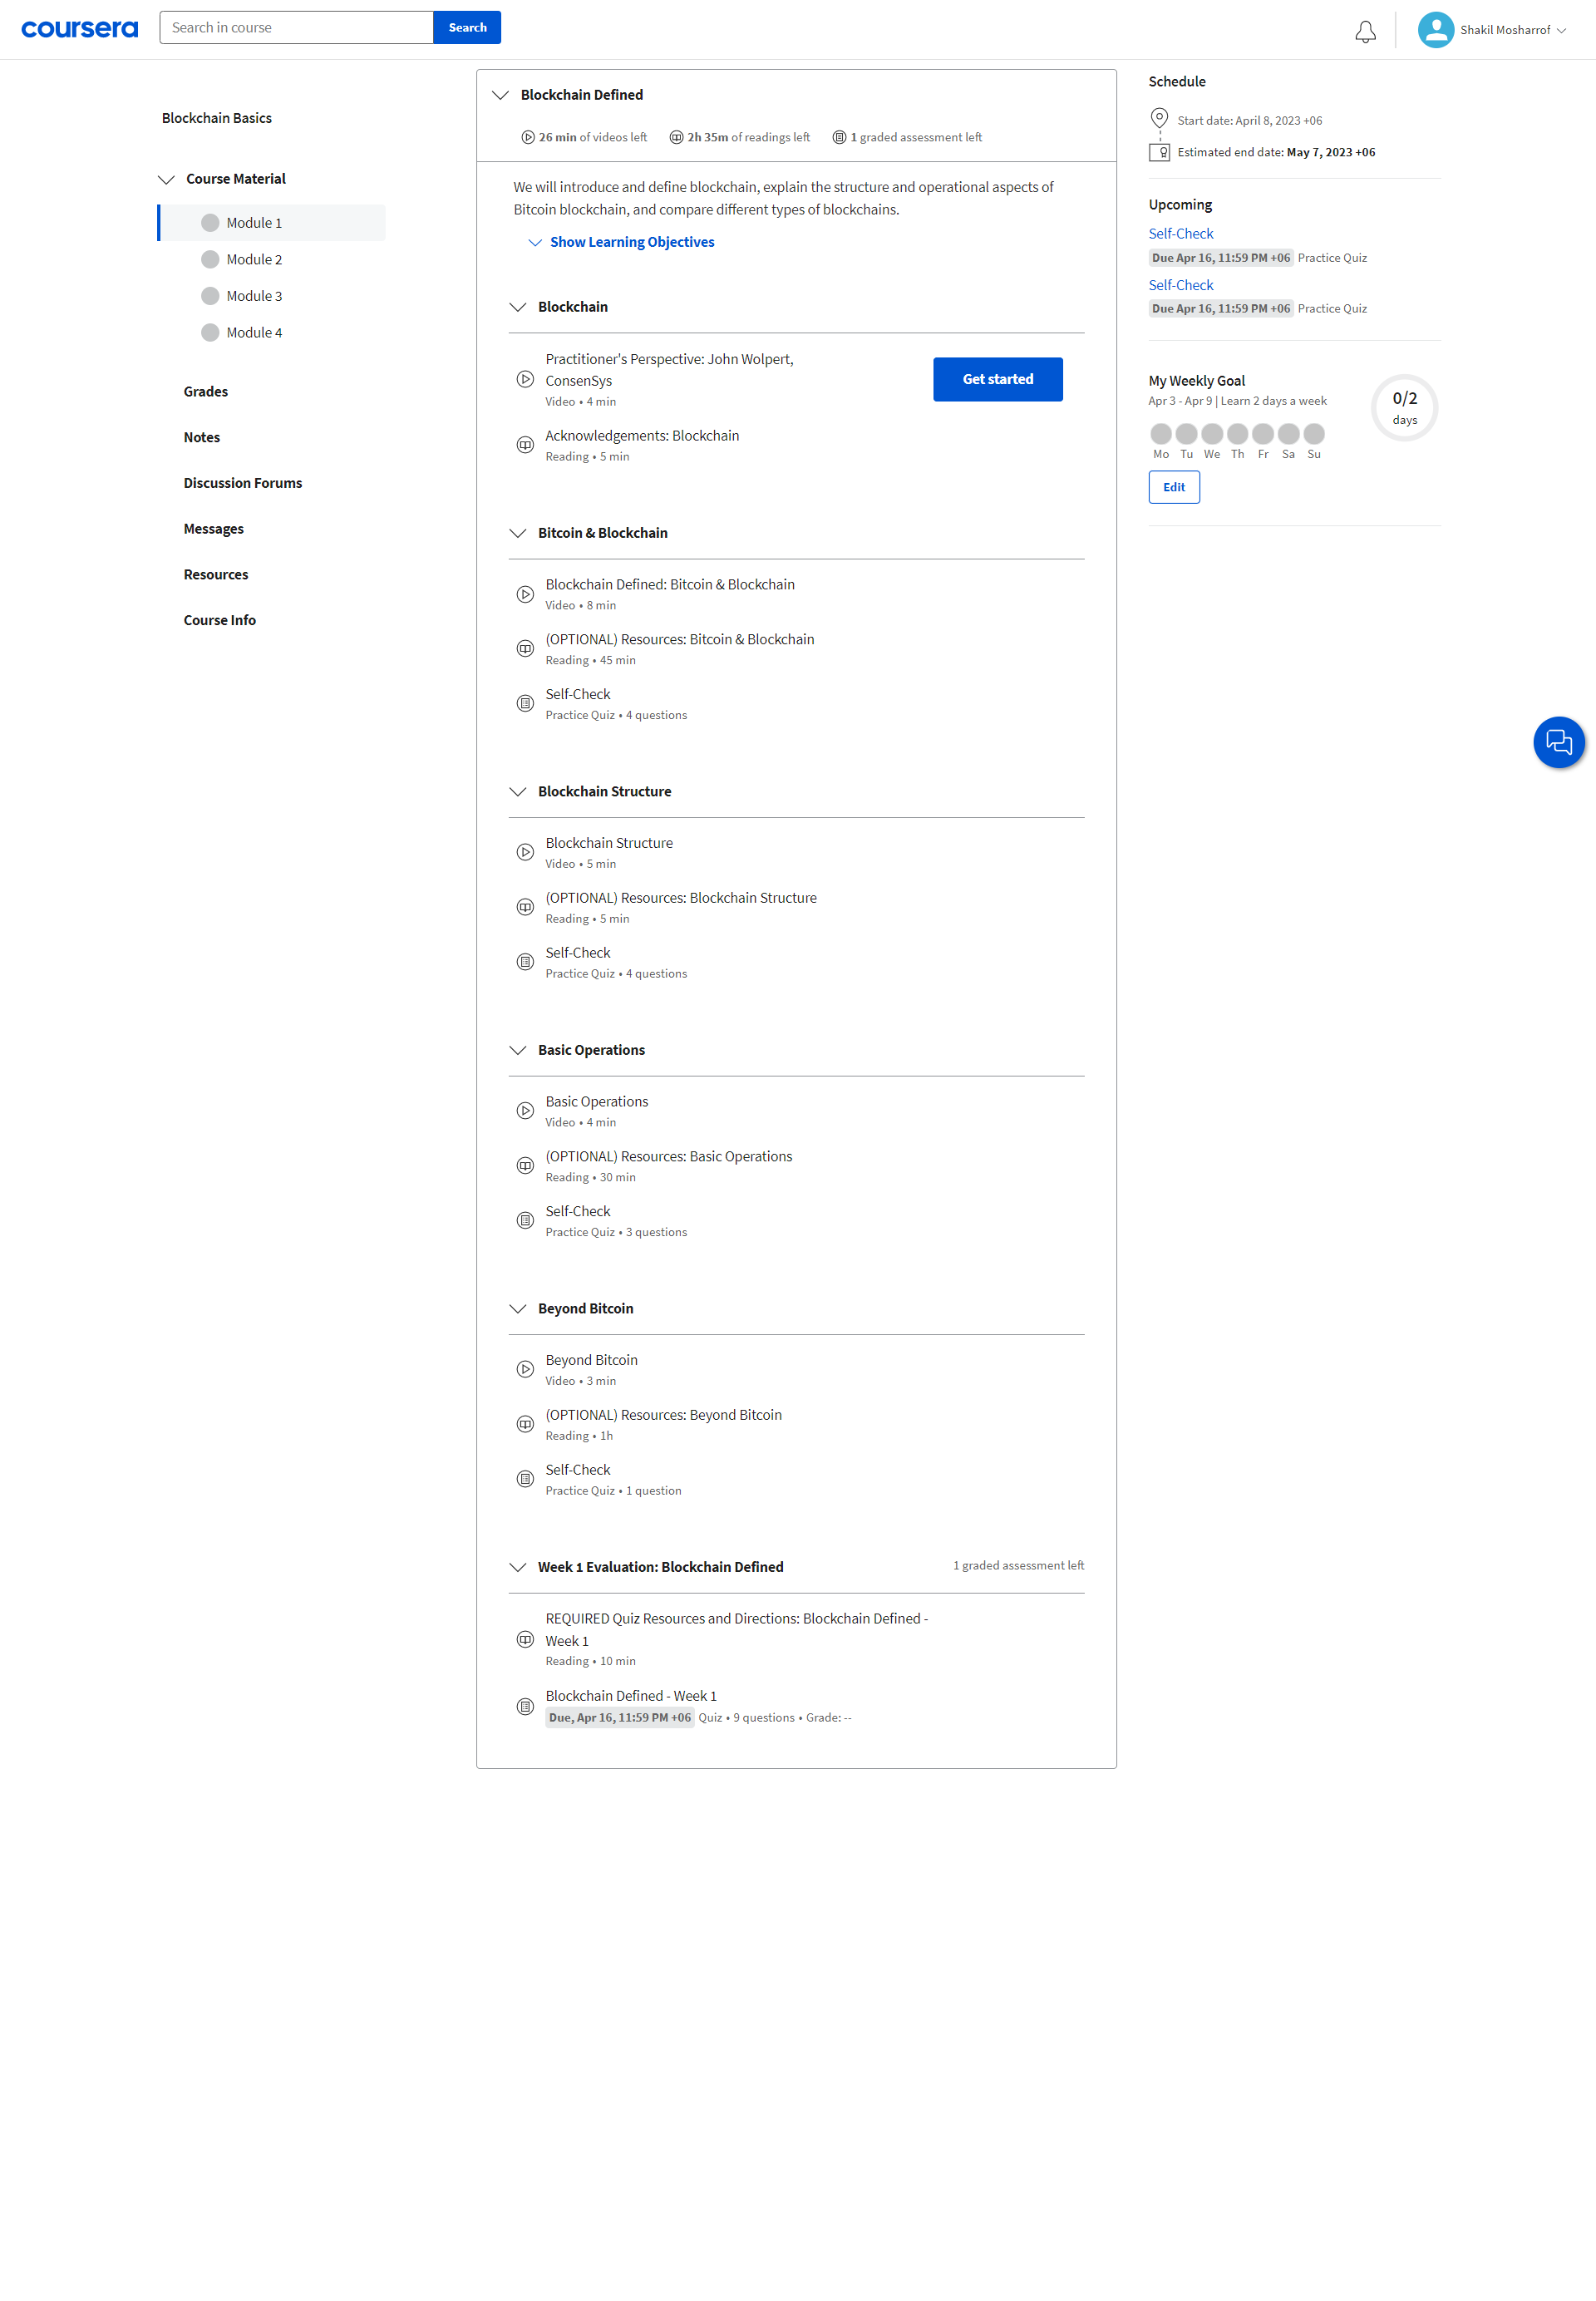 coursera
Search in course
Search
Shakil Mosharrof
Blockchain Basics
Course Material
Module 1
Module 2
Module 3
Module 4
Grades
Notes
Discussion Forums
Messages
Resources
Course Info
Blockchain Defined
26 min of videos left
2h 35m of readings left
1 graded assessment left
We will introduce and define blockchain, explain the structure and operational aspects of
Bitcoin blockchain, and compare different types of blockchains.
Show Learning Objectives
Blockchain
Practitioner's Perspective: John Wolpert,
ConsenSys
Video • 4 min
Get started
Acknowledgements: Blockchain
Reading • 5 min
Bitcoin & Blockchain
Blockchain Defined: Bitcoin & Blockchain
Video • 8 min
(OPTIONAL) Resources: Bitcoin & Blockchain
Reading • 45 min
Self-Check
Practice Quiz • 4 questions
Blockchain Structure
Blockchain Structure
Video • 5 min
(OPTIONAL) Resources: Blockchain Structure
Reading • 5 min
Self-Check
Practice Quiz • 4 questions
Basic Operations
Basic Operations
Video • 4 min
(OPTIONAL) Resources: Basic Operations
Reading • 30 min
Self-Check
Practice Quiz • 3 questions
Beyond Bitcoin
Beyond Bitcoin
Video • 3 min
(OPTIONAL) Resources: Beyond Bitcoin
Reading • 1h
Self-Check
Practice Quiz • 1 question
Week 1 Evaluation: Blockchain Defined
1 graded assessment left
REQUIRED Quiz Resources and Directions: Blockchain Defined -
Week 1
Reading • 10 min
Blockchain Defined - Week 1
Due, Apr 16, 11:59 PM +06 Quiz • 9 questions • Grade: --
Schedule
Start date: April 8, 2023 +06
Estimated end date: May 7, 2023 +06
Upcoming
Self-Check
Due Apr 16, 11:59 PM +06 Practice Quiz
Self-Check
Due Apr 16, 11:59 PM +06 Practice Quiz
My Weekly Goal
Apr 3 - Apr 9 | Learn 2 days a week
0/2
days
Mo Tu We Th Fr Sa Su
Edit